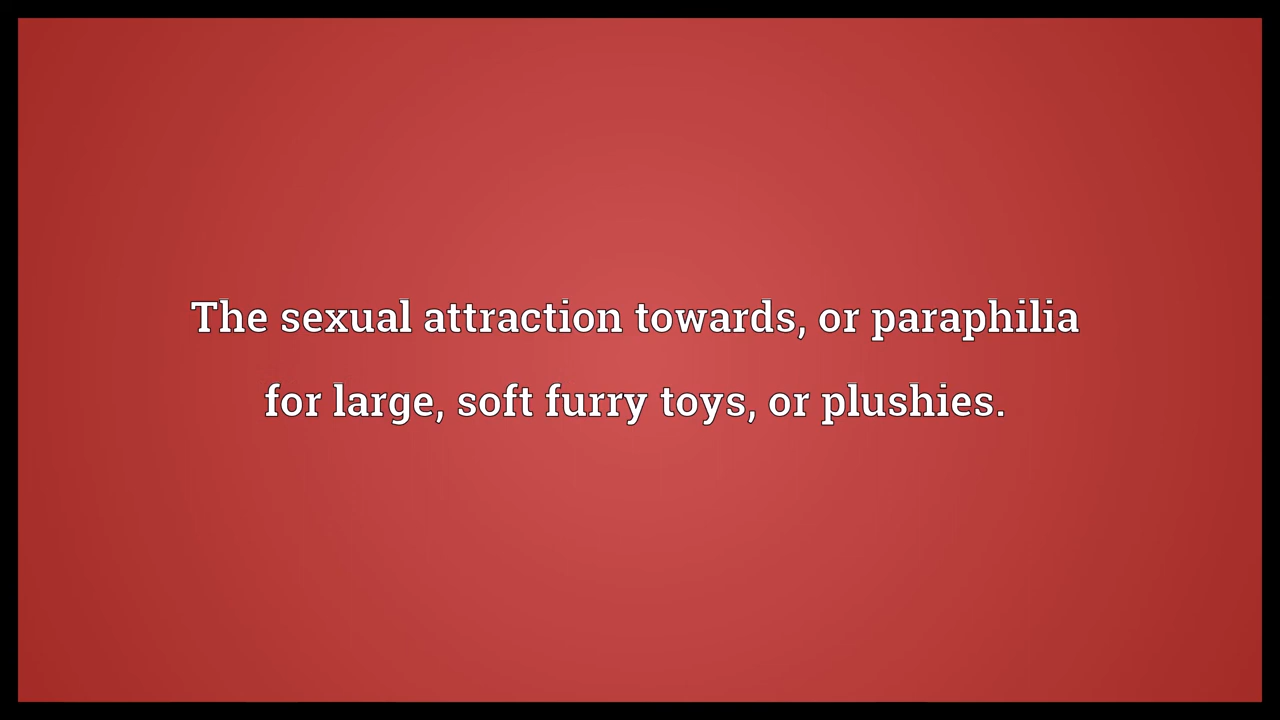 The sexual attraction towards, or paraphilia
for large, soft furry toys, or plushies.